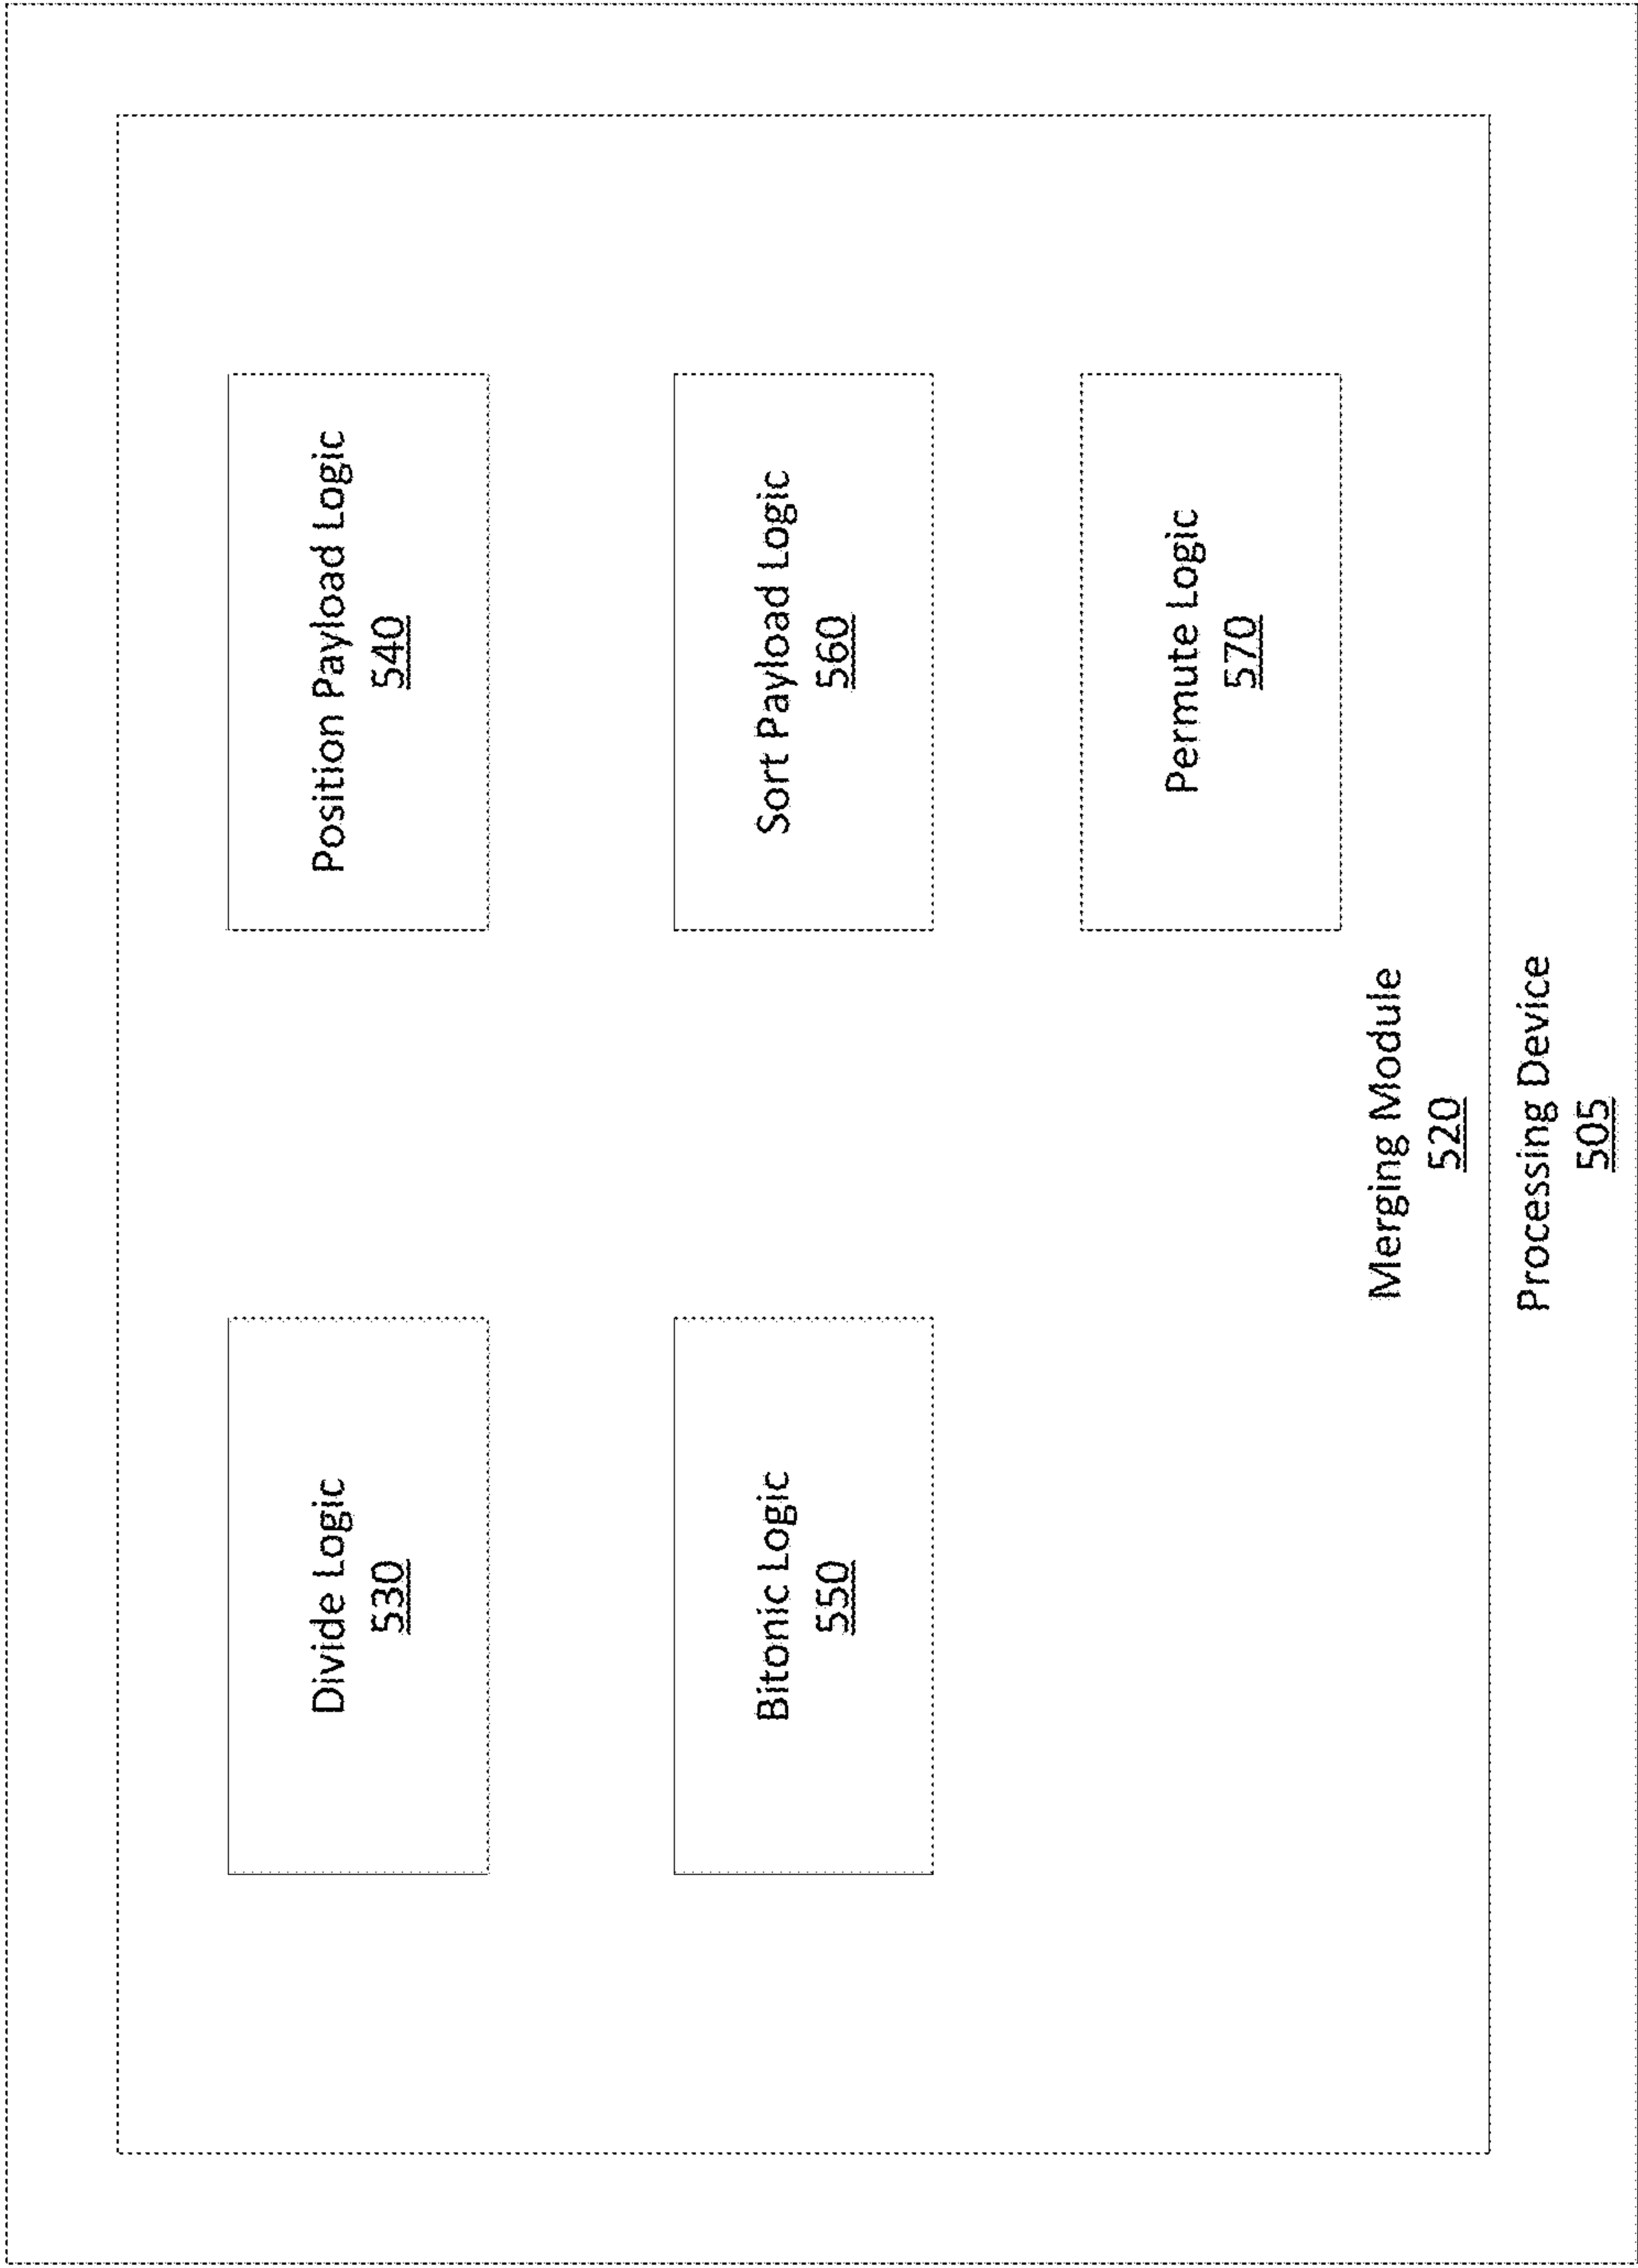 Divide Logic
530
Position Payload Logic
540
Bitonic Logic
550
Sort Payload Logic
560
Permute Logic
570
Merging Module
520
Processing Device
505